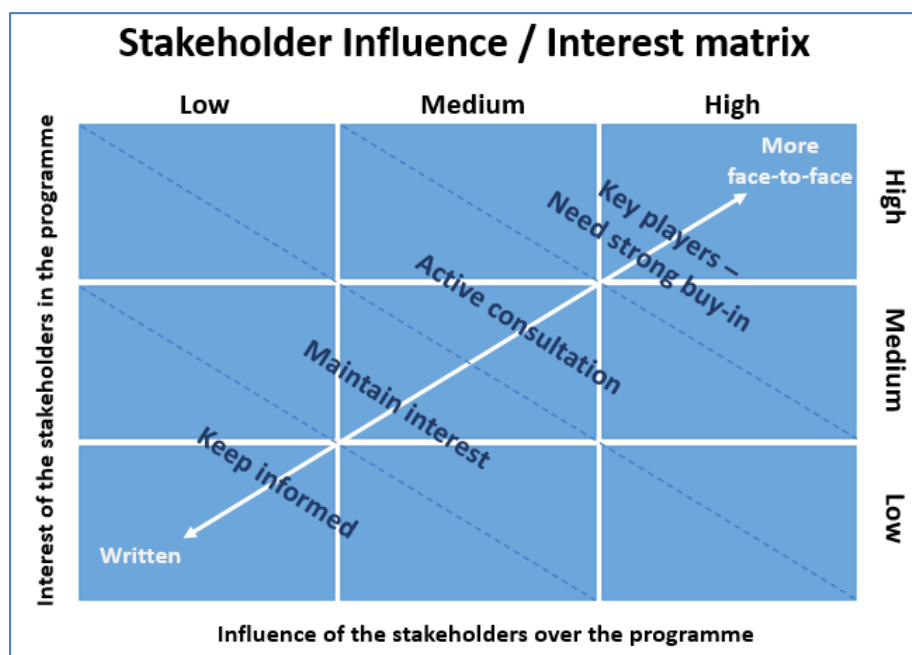 Stakeholder Influence / Interest matrix
Low
Medium
High
Interest of the stakeholders in the programme
More
face-to-face
High
Key players –
Need strong buy-in
Active consultation
Medium
Maintain interest
Keep informed
Low
Written
Influence of the stakeholders over the programme